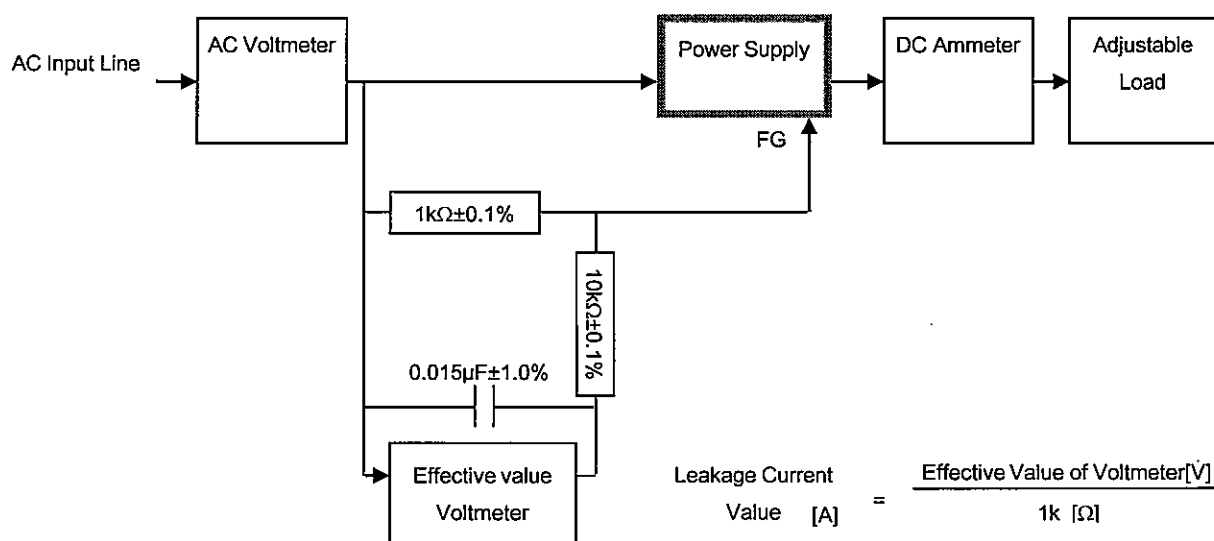 AC Input Line
AC Voltmeter
Power Supply
DC Ammeter
Adjustable
Load
FG
1kΩ±0.1%
10kΩ±0.1%
0.015µF±1.0%
Effective value
Voltmeter
Leakage Current
Value [A]
=
Effective Value of Voltmeter[V]
1k [Ω]